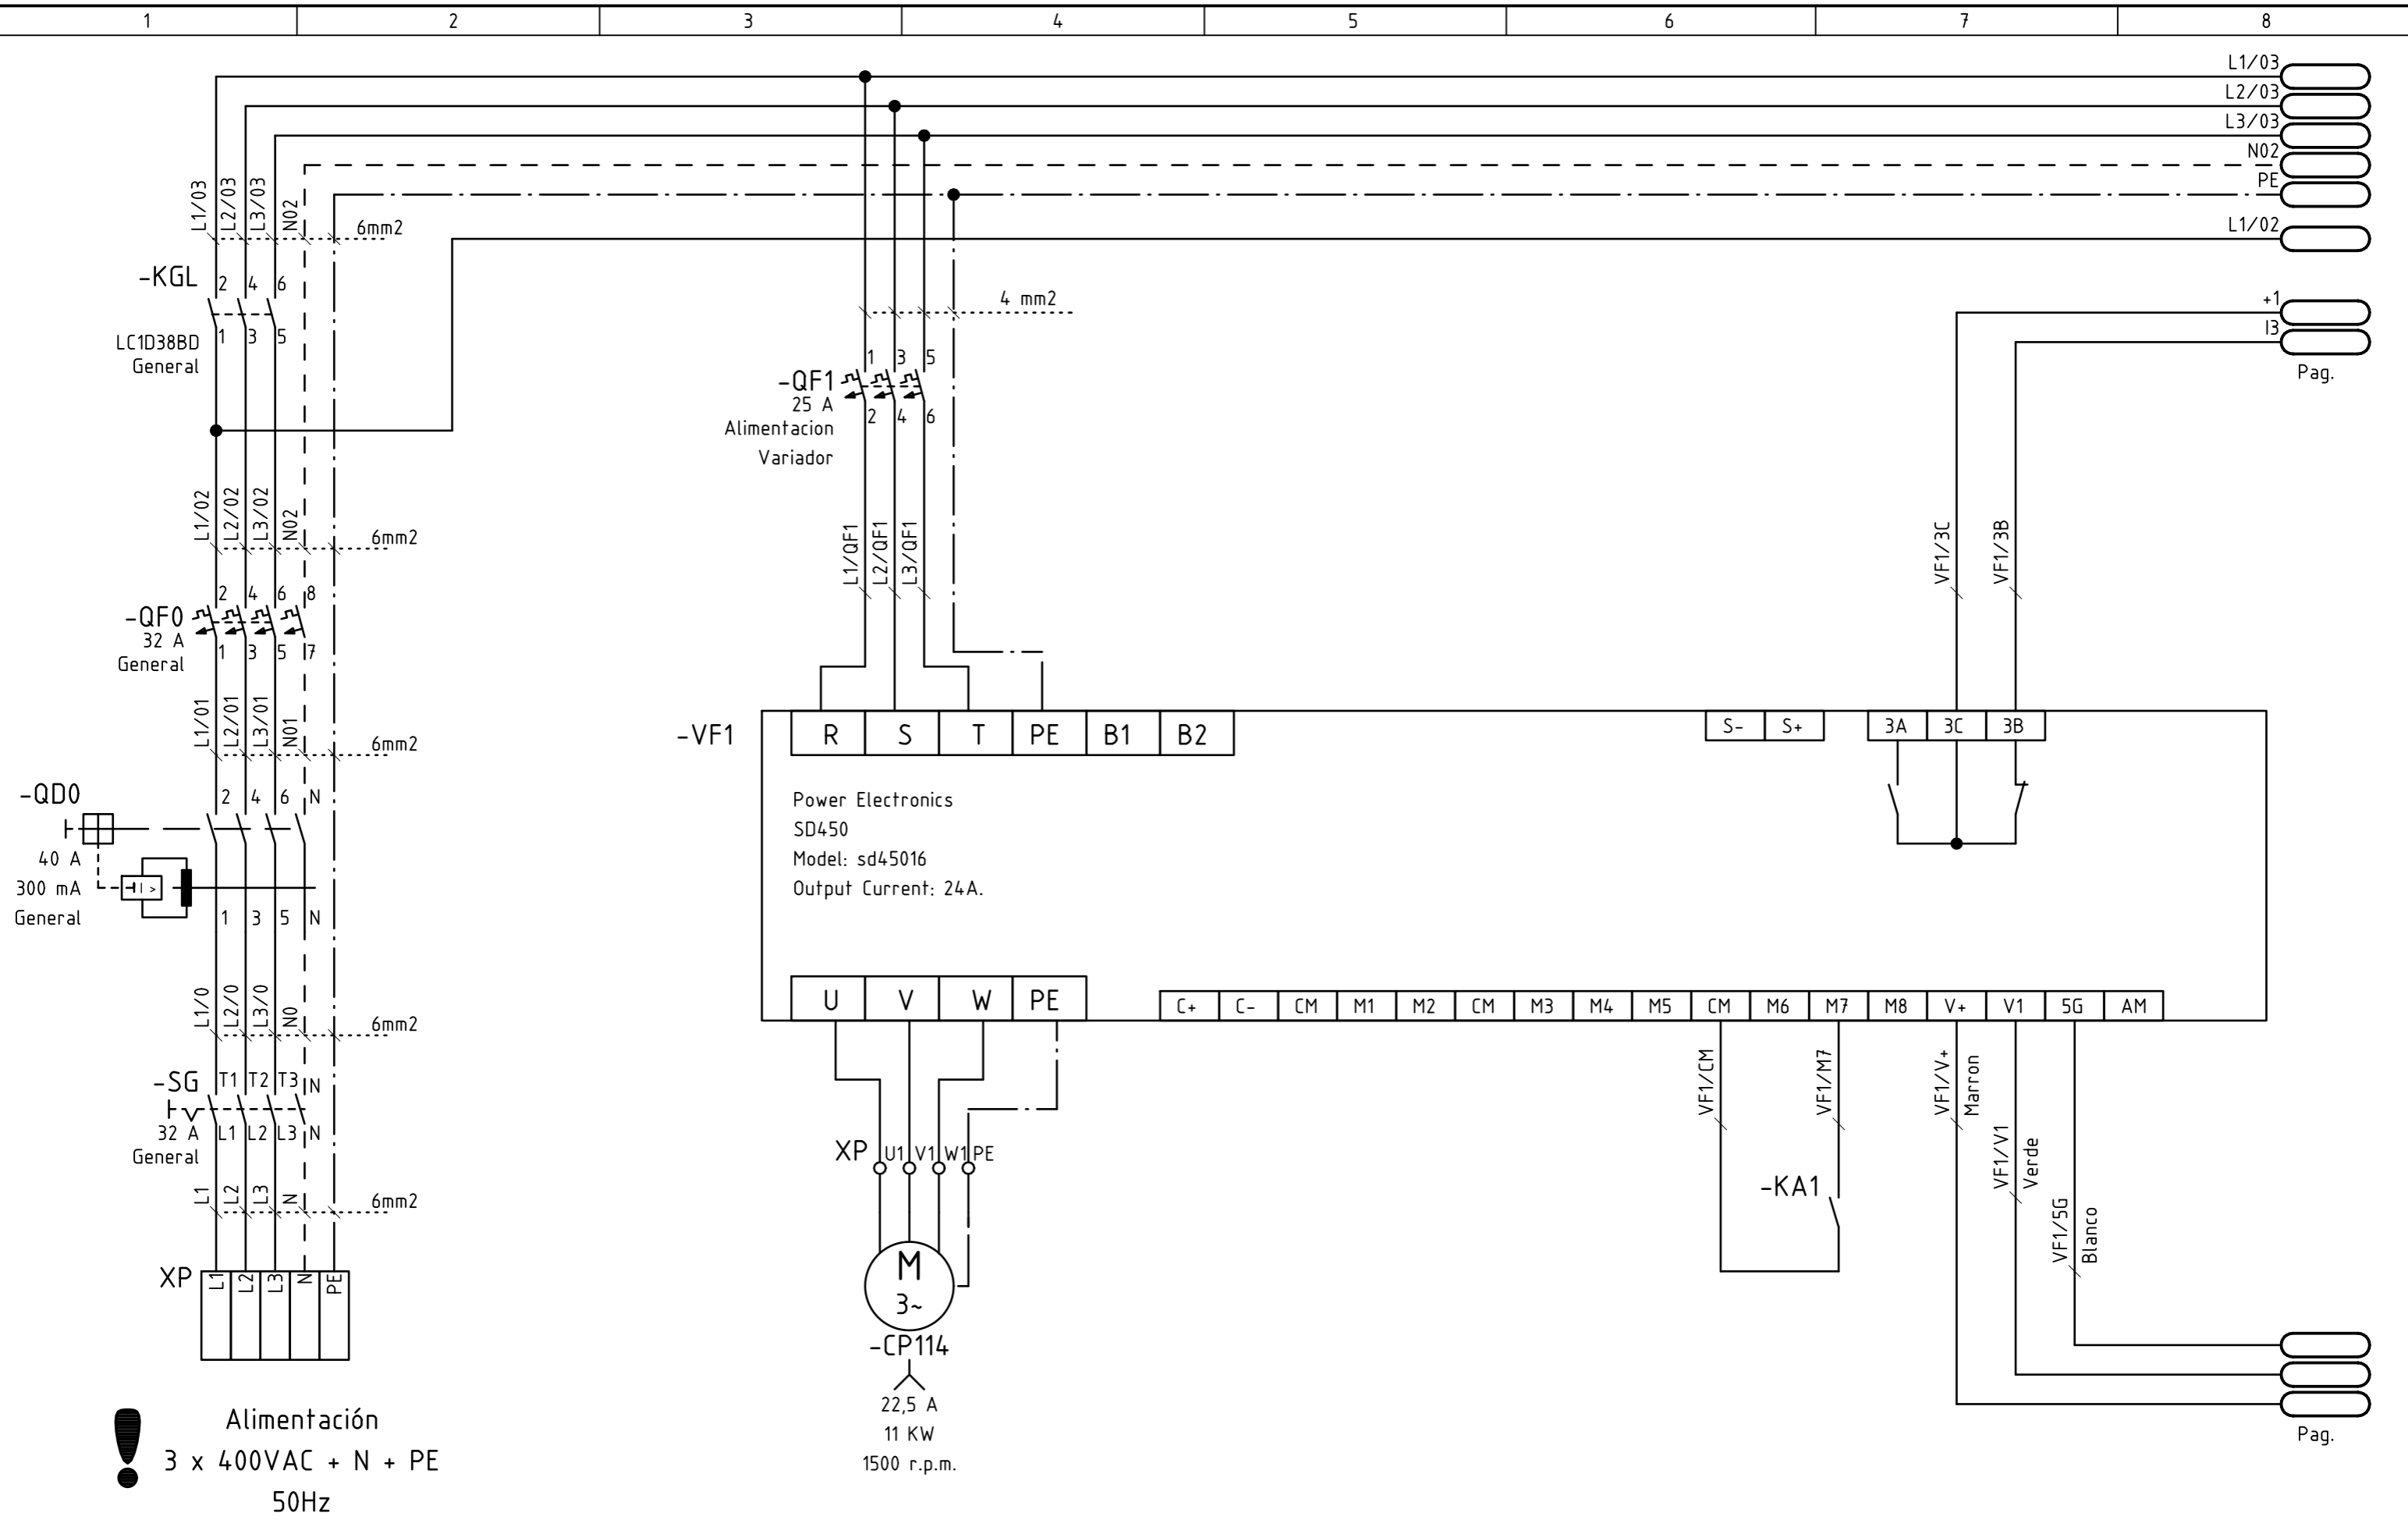 1 2 3 4 5 6 7 8
L1/03
L2/03
L3/03
N02
PE
L1/02
+1
I3
Pag.
L1/03 L2/03 L3/03 N02
6mm2
-KGL
2 4 6
1 3 5
LC1D38BD
General
L1/02 L2/02 L3/02 N02
6mm2
-QF0
32 A
General
2 4 6 8
1 3 5 7
L1/01 L2/01 L3/01 N01
6mm2
-QD0
2 4 6 N
40 A
300 mA
General
>
1 3 5 N
L1/0 L2/0 L3/0 N0
6mm2
-SG
T1 T2 T3 N
32 A
General
L1 L2 L3 N
L1 L2 L3 N
6mm2
XP
L1 L2 L3 N PE
Alimentación
3 x 400VAC + N + PE
50Hz
4 mm2
-QF1
25 A
Alimentacion
Variador
1 3 5
2 4 6
L1/QF1 L2/QF1 L3/QF1
VF1/3C VF1/3B
-VF1
R S T PE B1 B2
S- S+
3A 3C 3B
Power Electronics
SD450
Model: sd45016
Output Current: 24A.
U V W PE
C+ C- CM M1 M2 CM M3 M4 M5 CM M6 M7 M8 V+ V1 5G AM
VF1/CM
VF1/M7
VF1/V+
Marron
VF1/V1
Verde
VF1/5G
Blanco
-KA1
XP
U1 V1 W1 PE
M
3~
-CP114
22,5 A
11 KW
1500 r.p.m.
Pag.